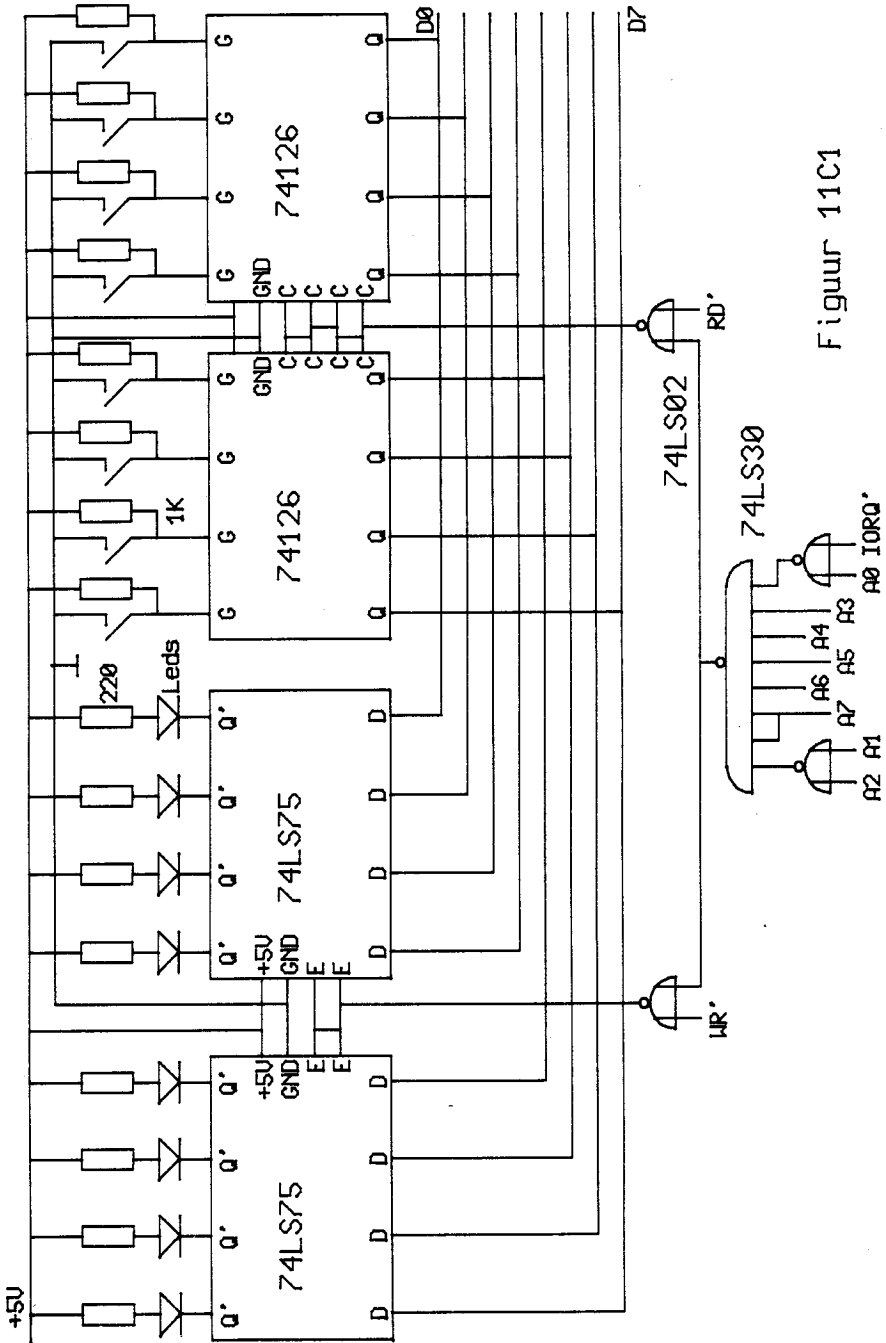 +5V
220
Leds
1K
Q' Q' Q' Q' Q' Q' Q' Q' G G G G G G G G
74LS75
+5V +5V
GND GND
E E
E E
74LS75
74126
GND GND
C C
C C
C C
C C
74126
D D D D D D D D Q Q Q Q Q Q Q Q
D0
D7
WR'
74LS02
RD'
74LS30
A2 A1 A7 A6 A5 A4 A3 A0 IORQ'
Figuur 11C1